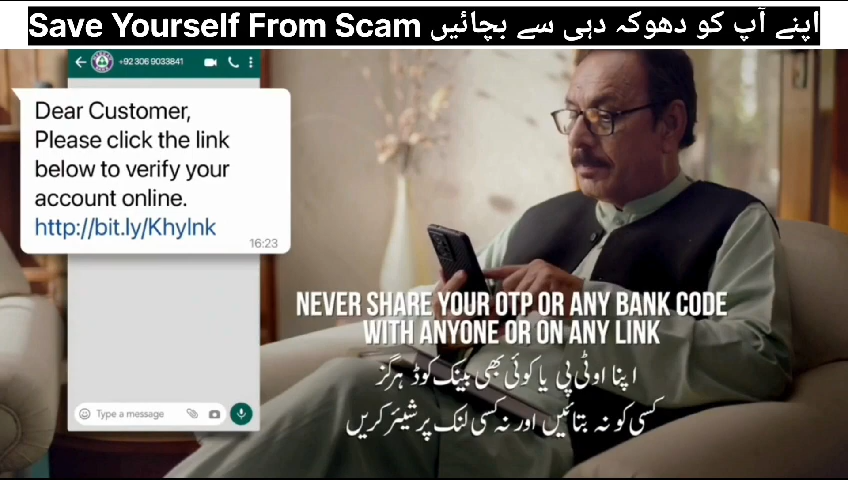 Save Yourself From Scam اپنے آپ کو دھوکہ دہی سے بچائیں
+92 306 9033841
Dear Customer,
Please click the link
below to verify your
account online.
http://bit.ly/Khylnk
16:23
NEVER SHARE YOUR OTP OR ANY BANK CODE
WITH ANYONE OR ON ANY LINK
اپنا اوٹی پی یا کوئی بھی بینک کوڈ ہرگز
کسی کو نہ بتائیں اور نہ کسی لنک پر شیئر کریں
Type a message